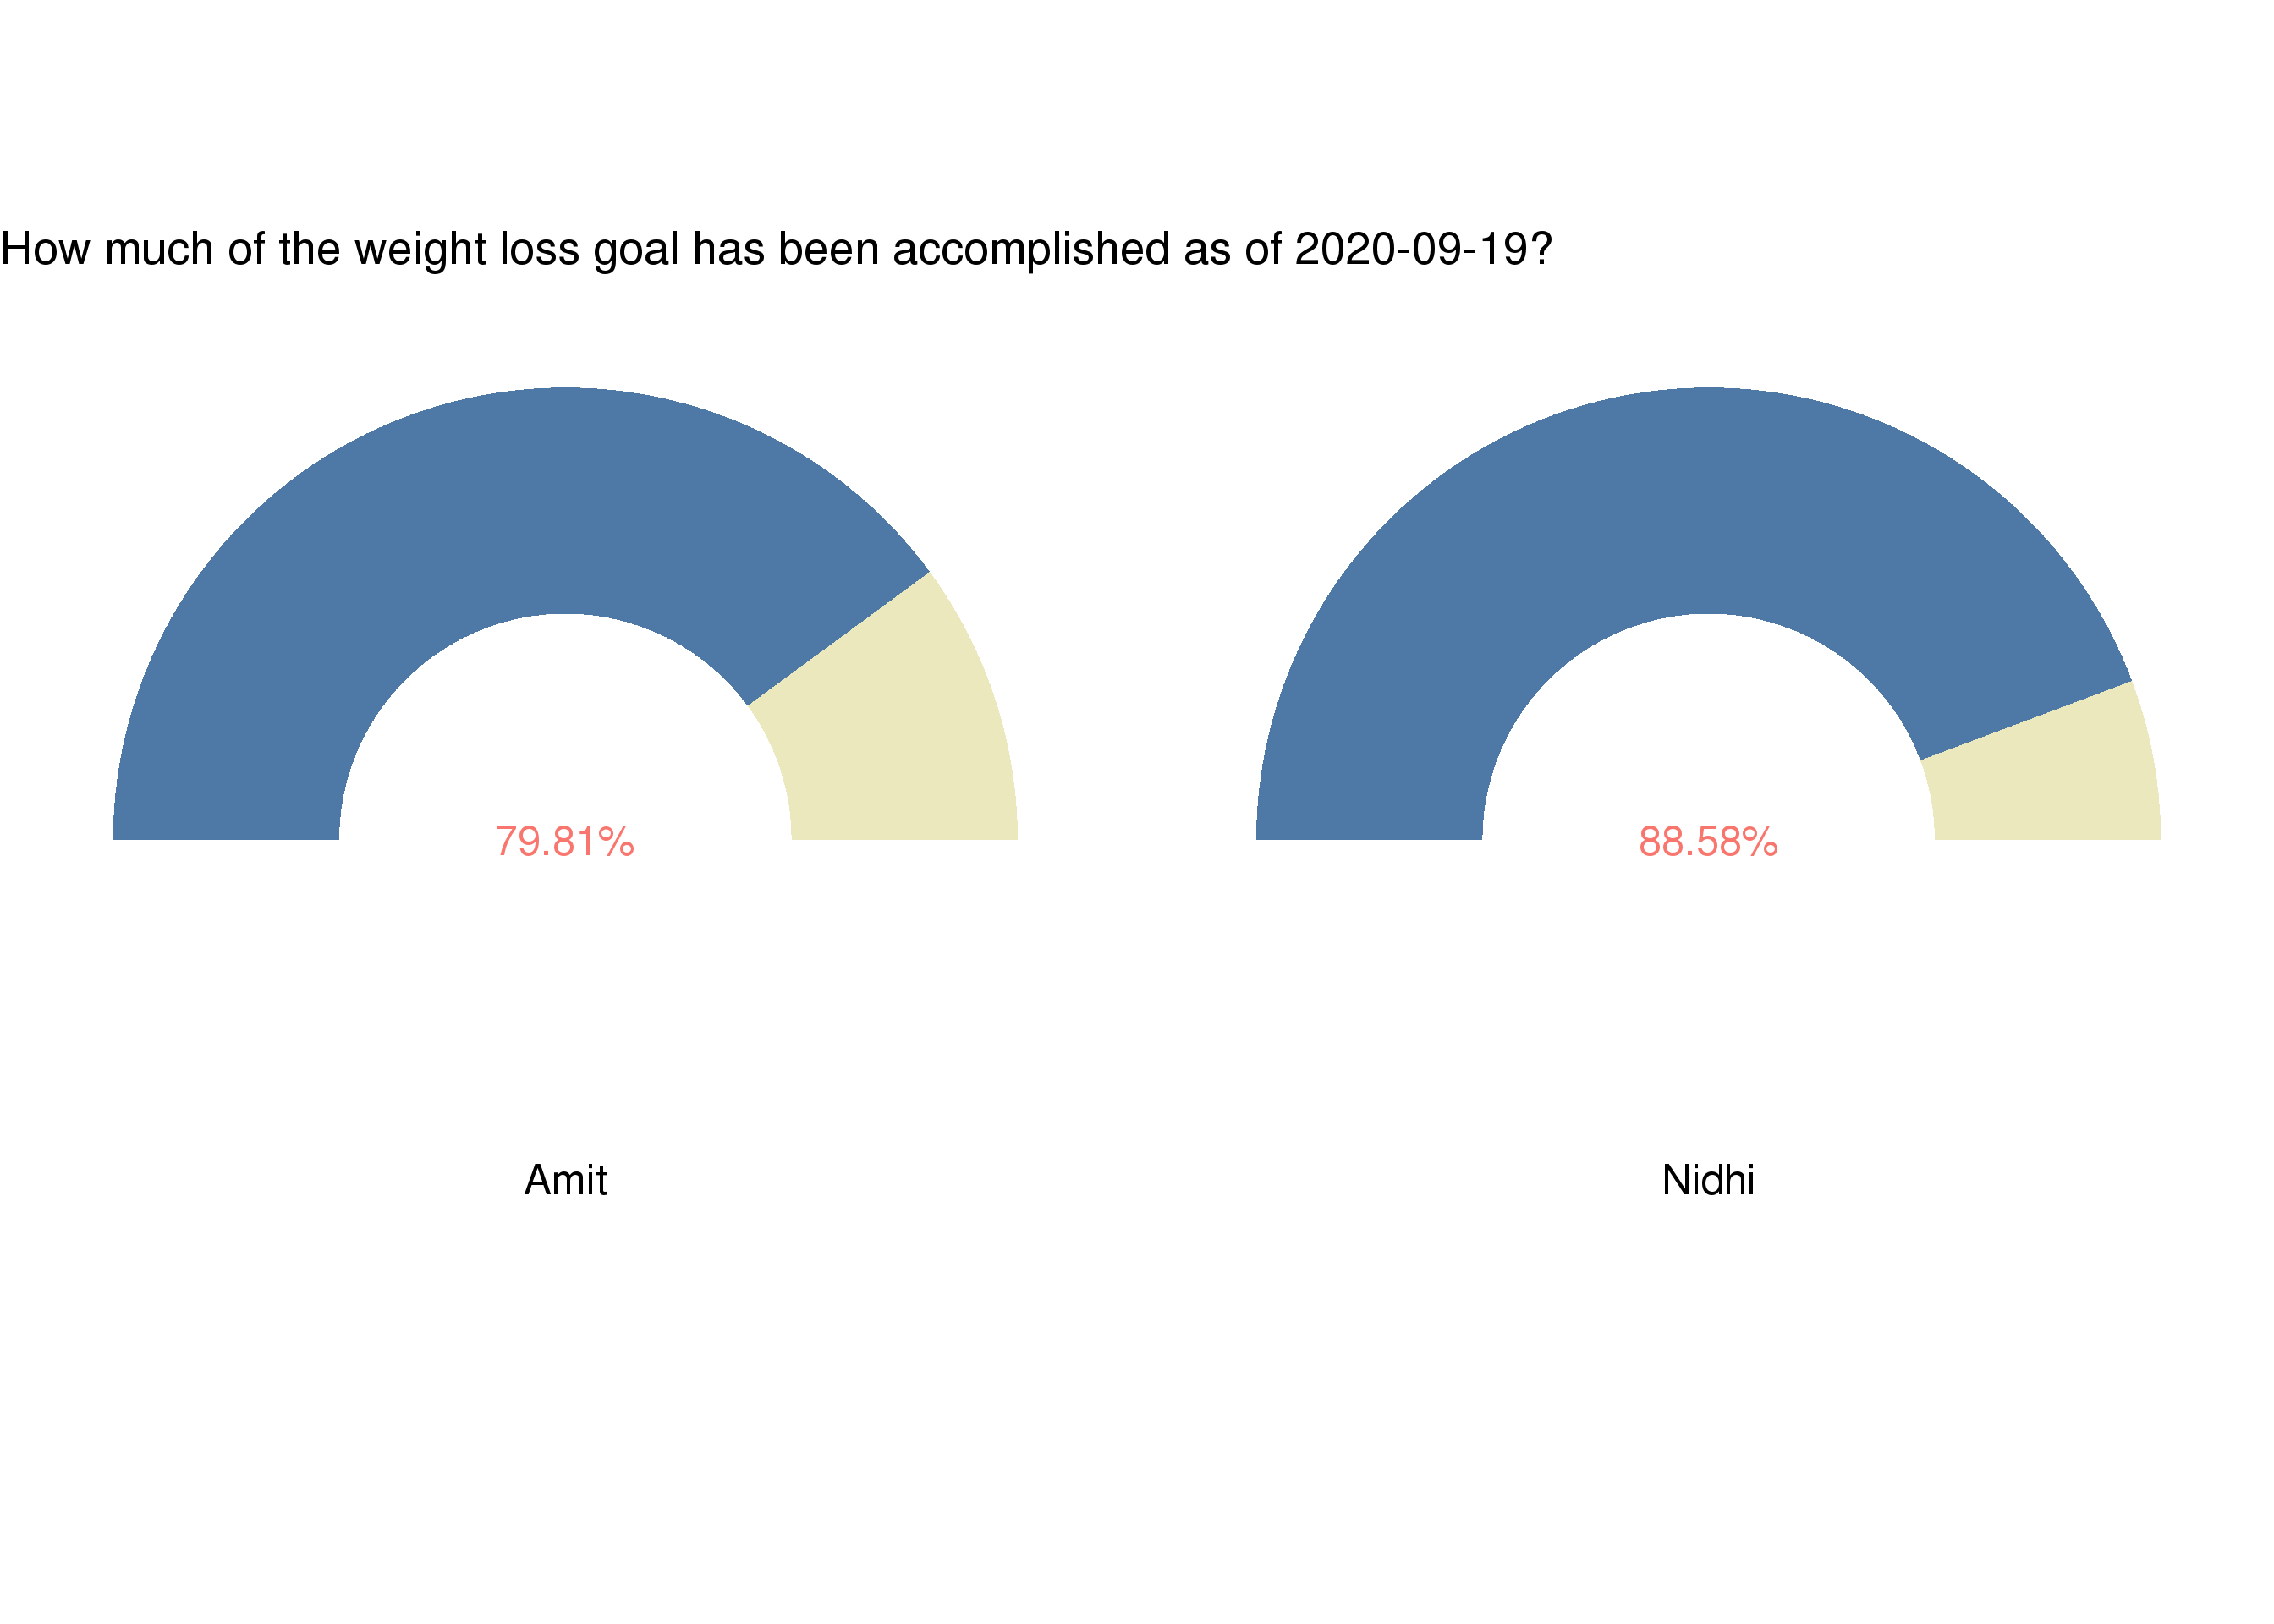 How much of the weight loss goal has been accomplished as of 2020-09-19?
79.81%
88.58%
Amit
Nidhi